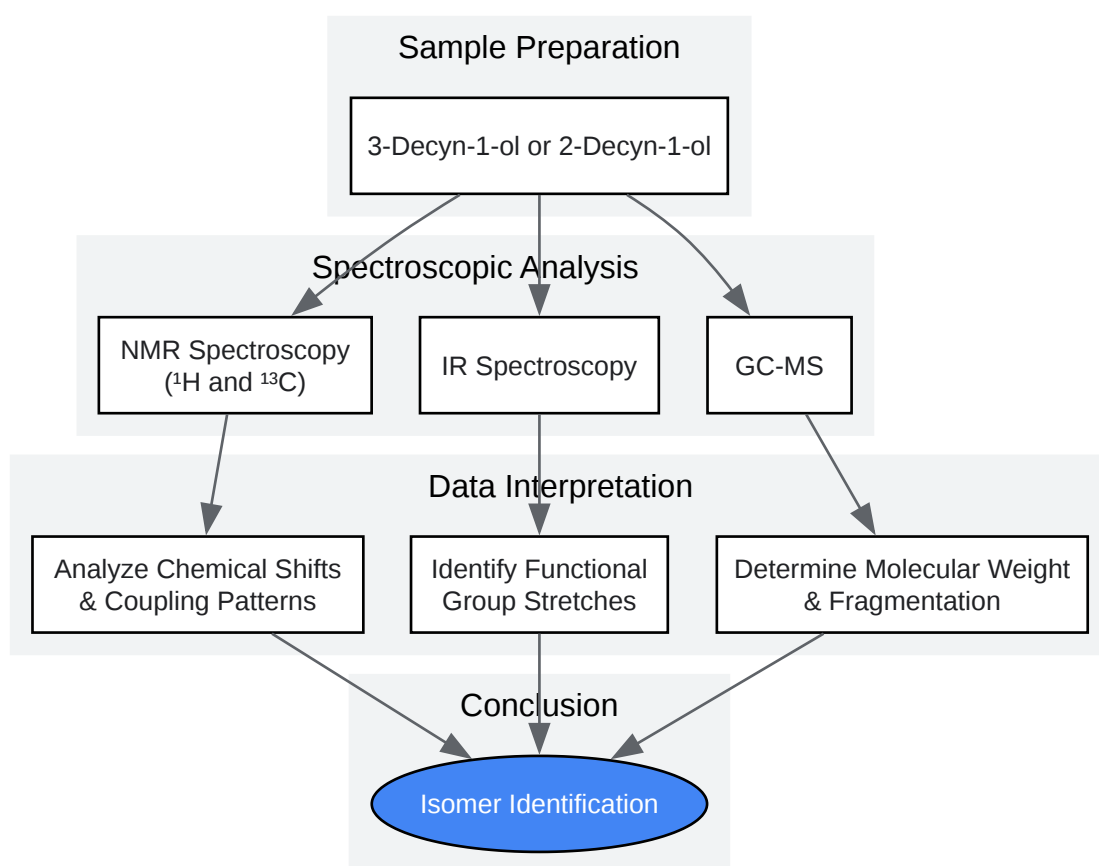 Sample Preparation
3-Decyn-1-ol or 2-Decyn-1-ol
Spectroscopic Analysis
NMR Spectroscopy
(¹H and ¹³C)
IR Spectroscopy
GC-MS
Data Interpretation
Analyze Chemical Shifts
& Coupling Patterns
Identify Functional
Group Stretches
Determine Molecular Weight
& Fragmentation
Conclusion
Isomer Identification